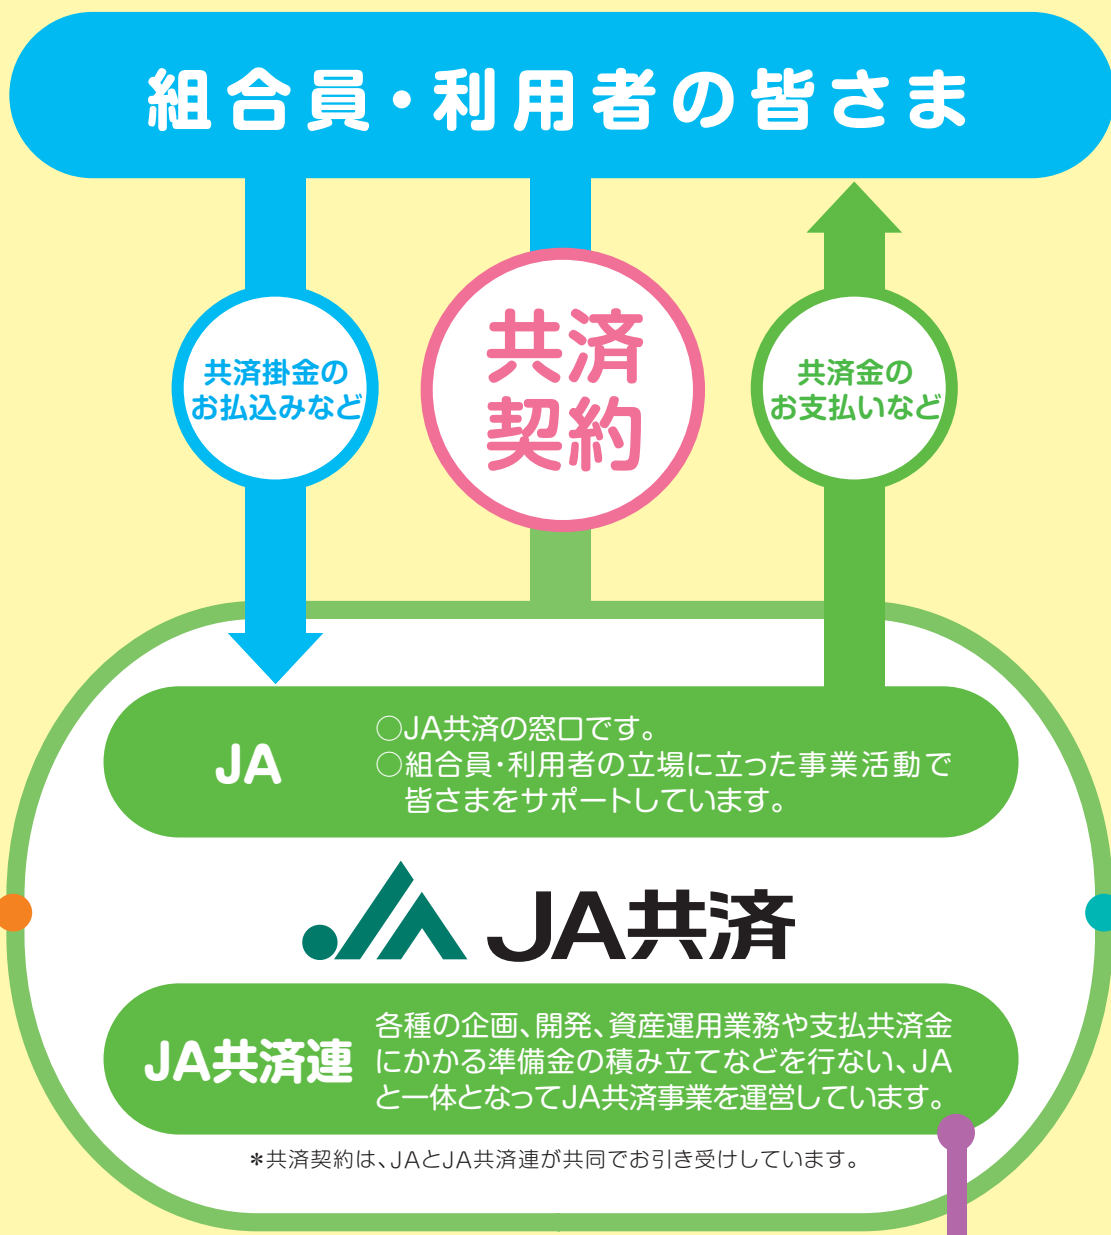 組合員・利用者の皆さま
共済掛金の
お払込みなど
共済
契約
共済金の
お支払いなど
JA
○JA共済の窓口です。
○組合員・利用者の立場に立った事業活動で
皆さまをサポートしています。
JA共済
JA共済連
各種の企画、開発、資産運用業務や支払共済金
にかかる準備金の積み立てなどを行ない、JA
と一体となってJA共済事業を運営しています。
*共済契約は、JAとJA共済連が共同でお引き受けしています。